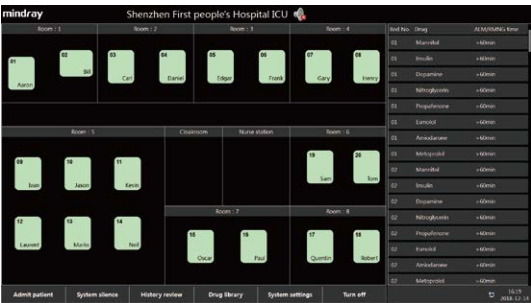 mindray
Shenzhen First people's Hospital ICU
Room : 1
Room : 2
Room : 3
Room : 4
01
Aaron
02
Bill
03
Carl
04
Daniel
05
Edgar
06
Frank
07
Gary
08
Henry
Room : 5
Cloakroom
Nurse station
Room : 6
09
Ivan
10
Jason
11
Kevin
19
Sam
20
Tom
Room : 7
Room : 8
12
Laurent
13
14
Neil
15
Oscar
16
Paul
17
Quentin
18
Robert
Bed No. Drug ALM/RMNG time
01 Mannitol >60min
01 Insulin >60min
01 Dopamine >60min
01 Nitroglycerin >60min
01 Propafenone >60min
01 Esmolol >60min
01 Amiodarone >60min
01 Metoprolol >60min
02 Mannitol >60min
02 Insulin >60min
02 Dopamine >60min
02 Nitroglycerin >60min
02 Propafenone >60min
02 Esmolol >60min
02 Amiodarone >60min
02 Metoprolol >60min
Admit patient System silence History review Drug library System settings Turn off
16:19